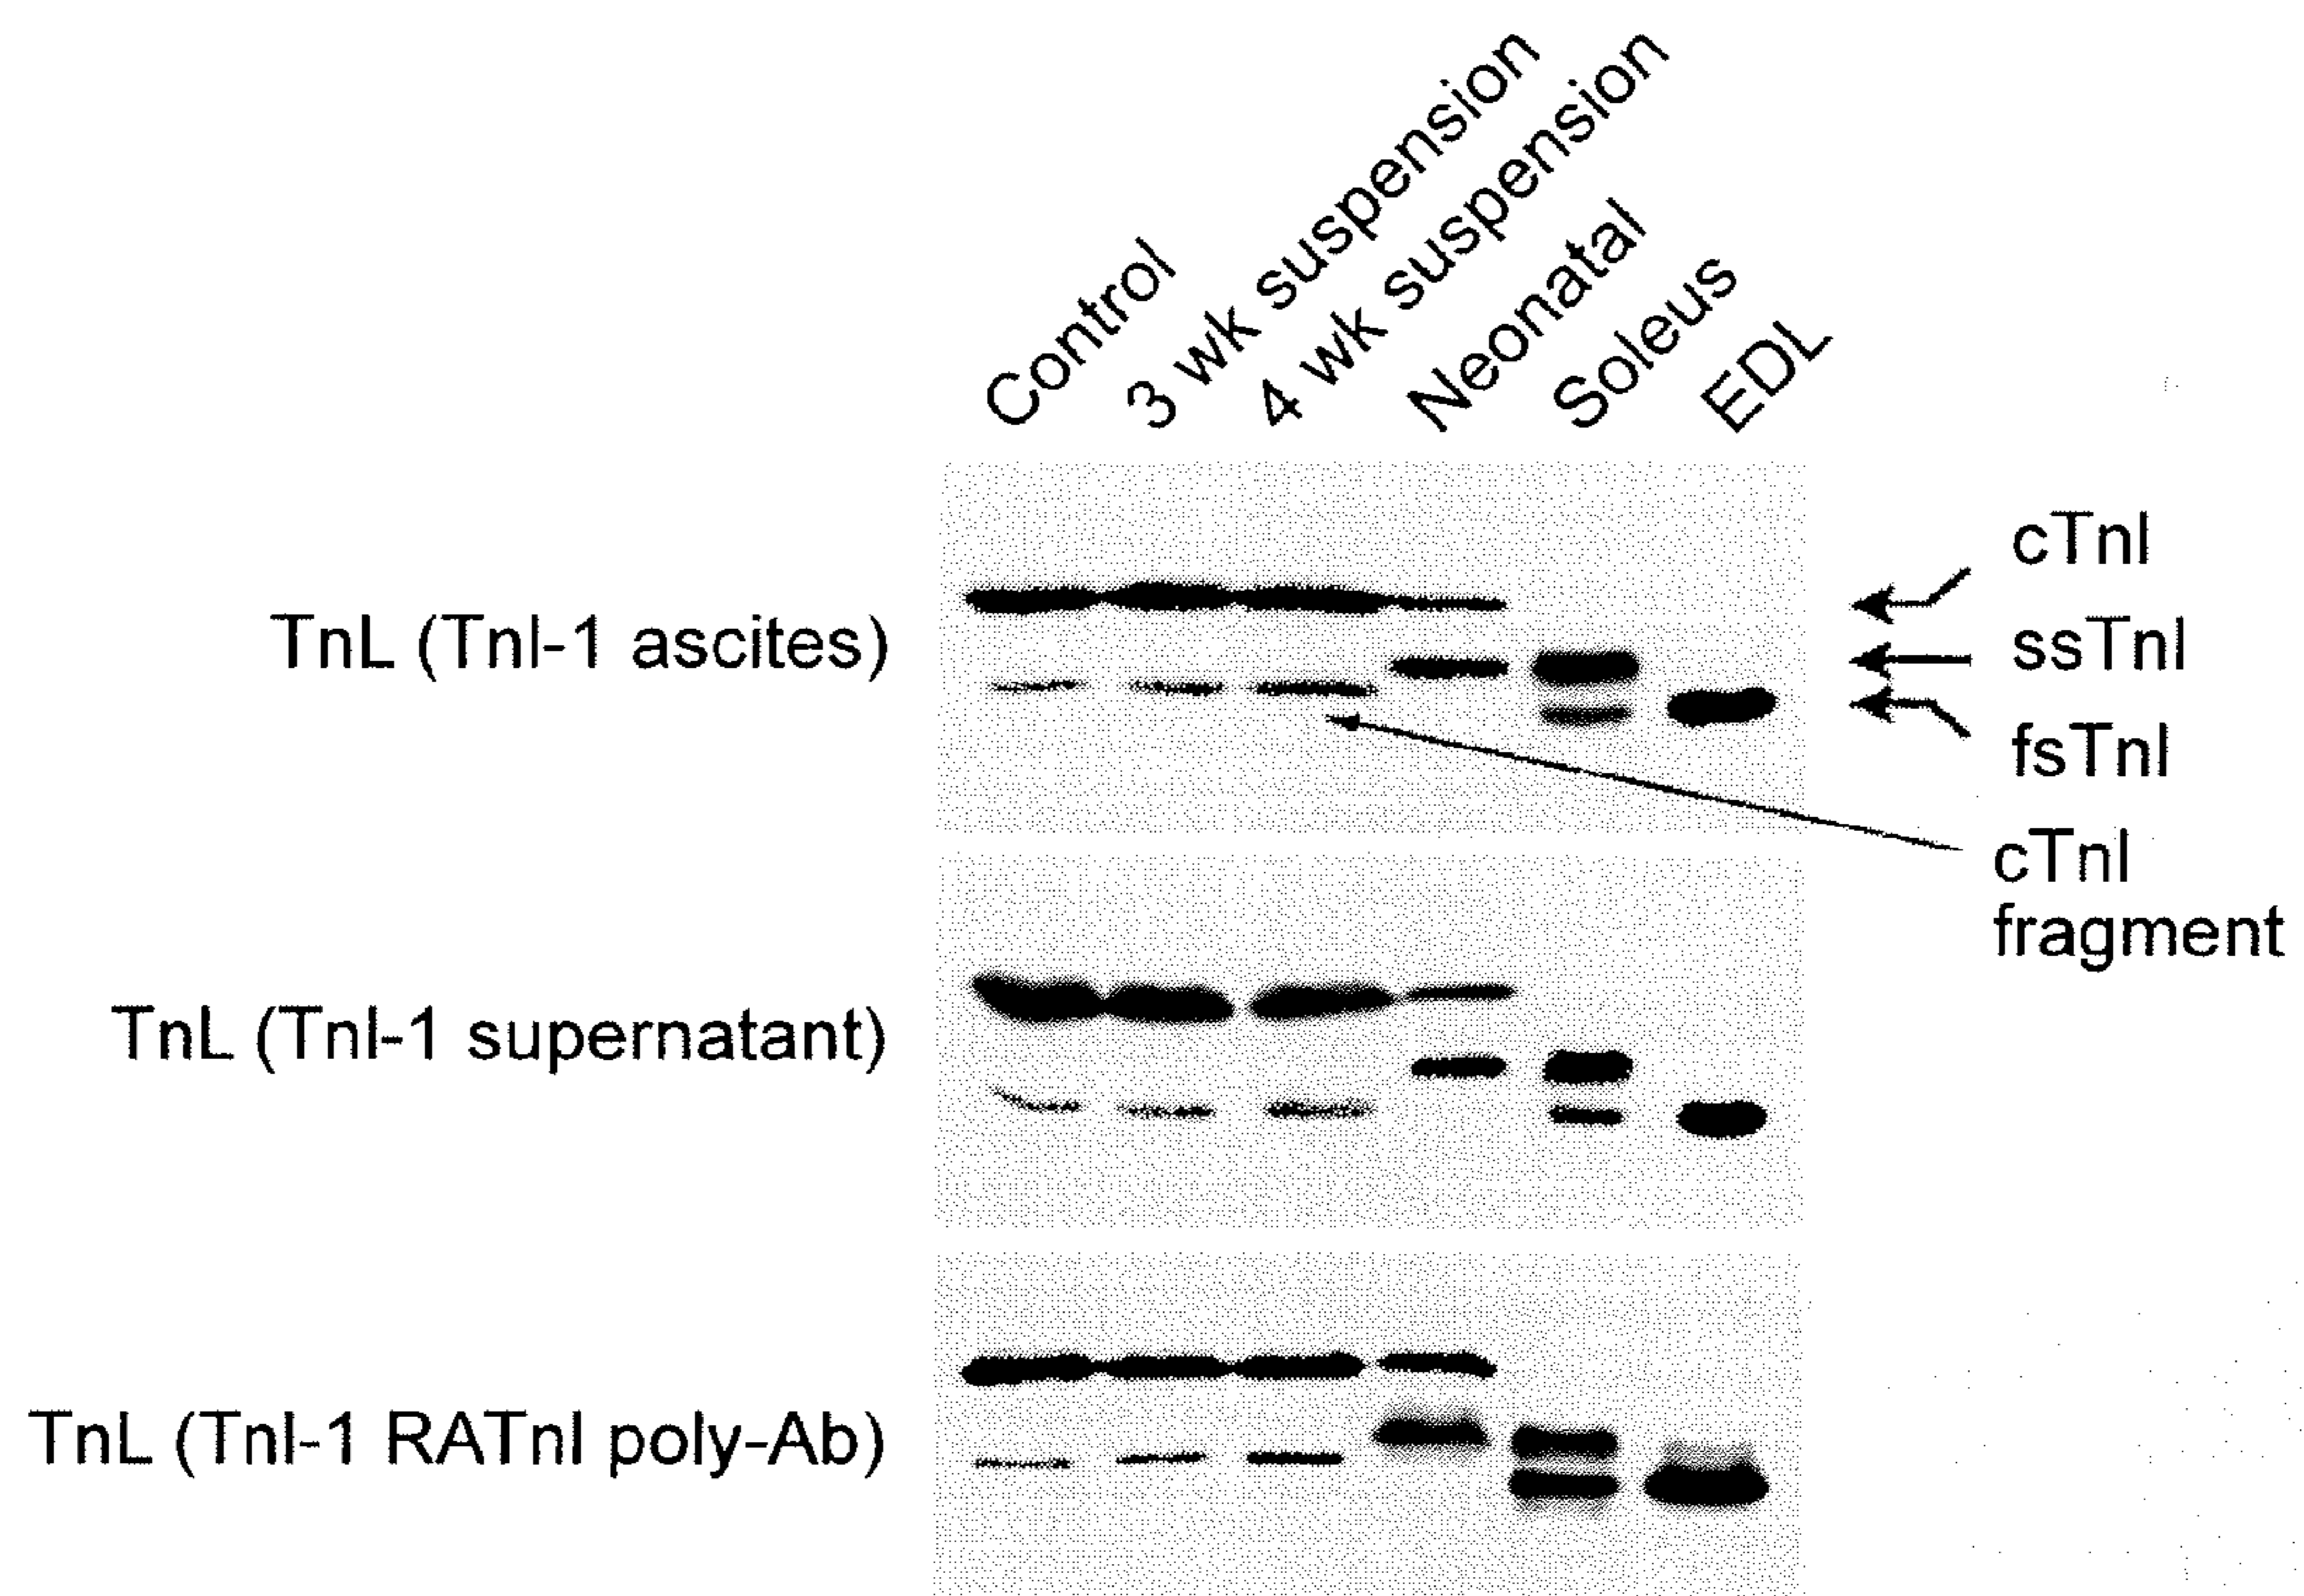 Control
3 wk suspension
4 wk suspension
Neonatal
Soleus
EDL
TnL (TnI-1 ascites)
cTnI
ssTnI
fsTnI
cTnI
fragment
TnL (TnI-1 supernatant)
TnL (TnI-1 RATnI poly-Ab)